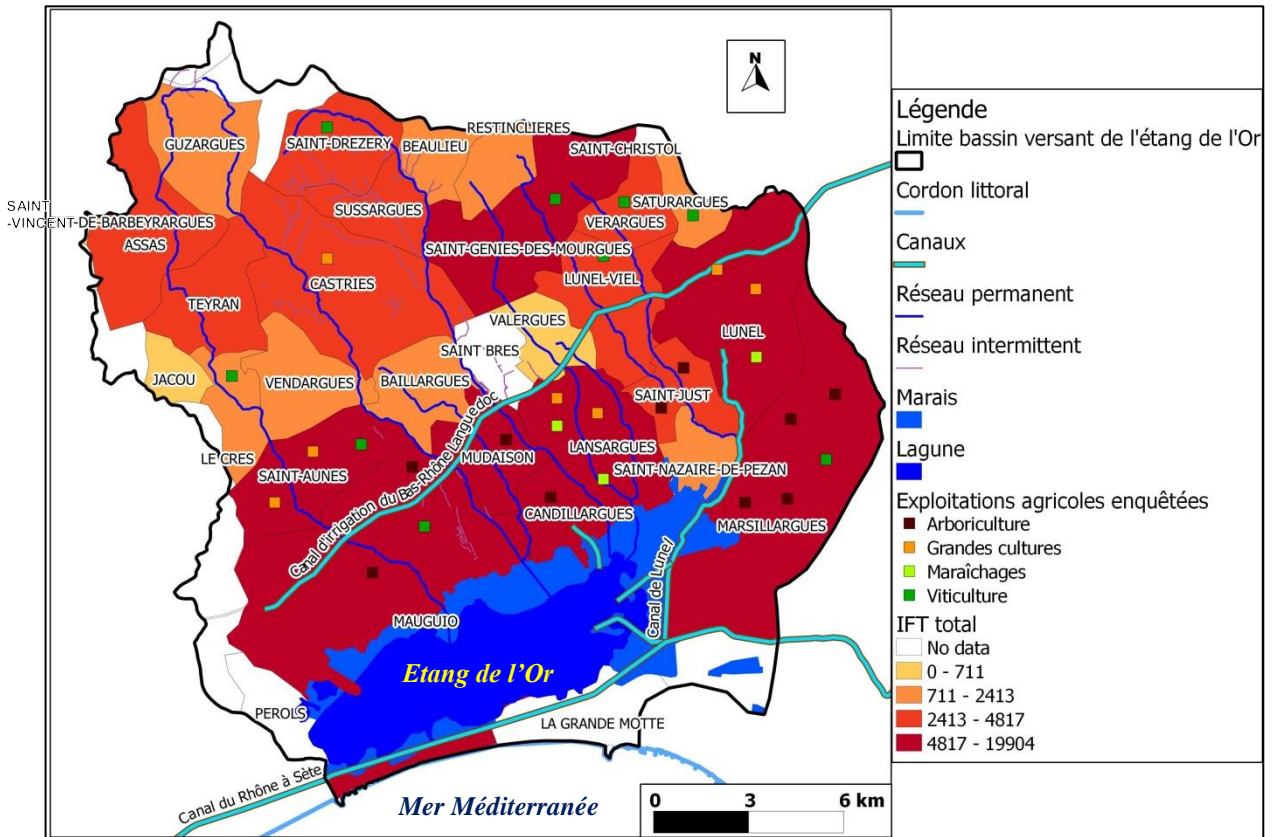 N
GUZARGUES
SAINT-DREZERY
BEAULIEU
RESTINCLIERES
SAINT-CHRISTOL
SAINT
-VINCENT-DE-BARBEYRARGUES
ASSAS
SUSSARGUES
SATURARGUES
VERARGUES
SAINT-GENIES-DES-MOURGUES
LUNEL-VIEL
CASTRIES
TEYRAN
VALERGUES
LUNEL
SAINT BRES
JACOU
VENDARGUES
BAILLARGUES
SAINT-JUST
Canal d'irrigation du Bas-Rhône Languedoc
LE CRES
SAINT-AUNES
MUDAISON
LANSARGUES
SAINT-NAZAIRE-DE-PEZAN
CANDILLARGUES
MARSILLARGUES
Canal de Lunel
MAUGUIO
Etang de l'Or
PEROLS
LA GRANDE MOTTE
Canal du Rhône à Sète
Mer Méditerranée
0 3 6 km
Légende
Limite bassin versant de l'étang de l'Or
Cordon littoral
Canaux
Réseau permanent
Réseau intermittent
Marais
Lagune
Exploitations agricoles enquêtées
Arboriculture
Grandes cultures
Maraîchages
Viticulture
IFT total
No data
0 - 711
711 - 2413
2413 - 4817
4817 - 19904